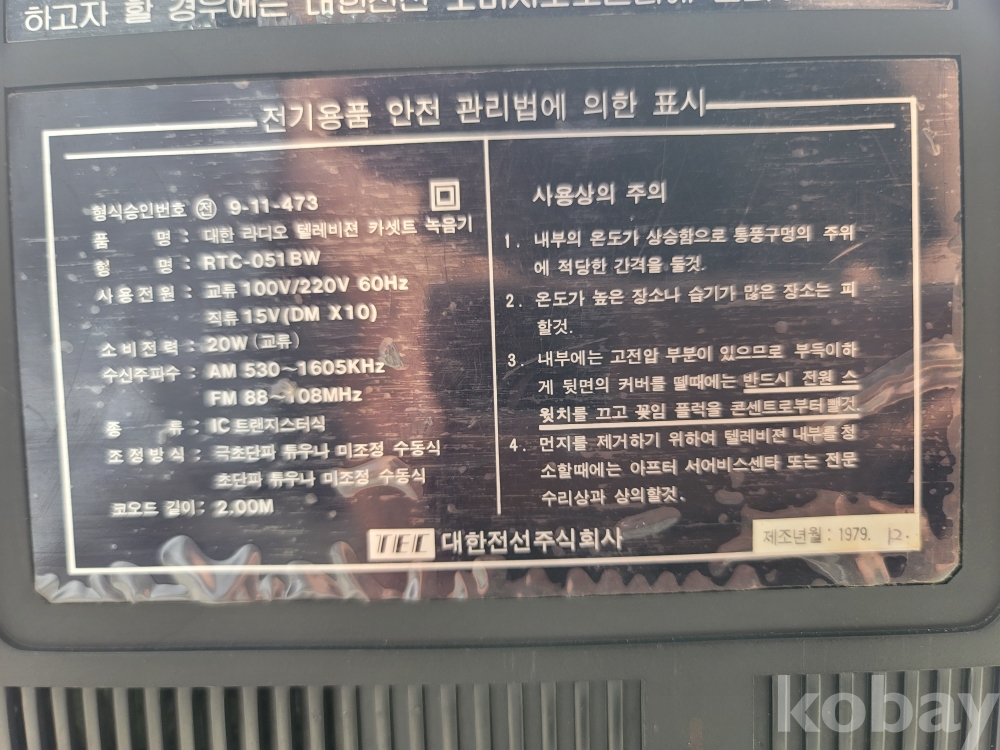 하고자 할 경우에는 대한전선
전기용품 안전 관리법에 의한 표시
형식승인번호 전 9-11-473
품 명 : 대한 라디오 텔레비젼 카셋트 녹음기
형 명 : RTC-051BW
사용전원 : 교류 100V/220V 60Hz
직류 15V(DM X10)
소비전력 : 20W (교류)
수신주파수 : AM 530~1605KHz
FM 88~108MHz
종 류 : IC 트랜지스터식
조정방식 : 극초단파 튜우나 미조정 수동식
초단파 튜우나 미조정 수동식
코오드 길이 : 2.00M
사용상의 주의
1. 내부의 온도가 상승함으로 통풍구멍의 주위
에 적당한 간격을 둘것.
2. 온도가 높은 장소나 습기가 많은 장소는 피
할것.
3. 내부에는 고전압 부분이 있으므로 부득이하
게 뒷면의 커버를 뗄때에는 반드시 전원 스
윗치를 끄고 꽂임 플럭을 콘센트로부터 뺄것
4. 먼지를 제거하기 위하여 텔레비젼 내부를 청
소할때에는 아프터 서어비스센타 또는 전문
수리상과 상의할것.
TEC 대한전선주식회사
제조년월 : 1979. 12.
kobay